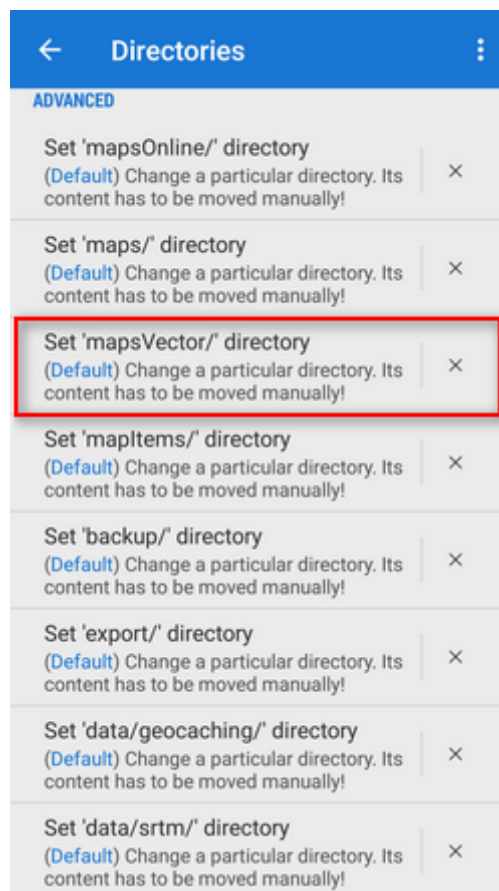 Directories
ADVANCED
Set 'mapsOnline/' directory
(Default) Change a particular directory. Its
content has to be moved manually!
Set 'maps/' directory
(Default) Change a particular directory. Its
content has to be moved manually!
Set 'mapsVector/' directory
(Default) Change a particular directory. Its
content has to be moved manually!
Set 'mapItems/' directory
(Default) Change a particular directory. Its
content has to be moved manually!
Set 'backup/' directory
(Default) Change a particular directory. Its
content has to be moved manually!
Set 'export/' directory
(Default) Change a particular directory. Its
content has to be moved manually!
Set 'data/geocaching/' directory
(Default) Change a particular directory. Its
content has to be moved manually!
Set 'data/srtm/' directory
(Default) Change a particular directory. Its
content has to be moved manually!